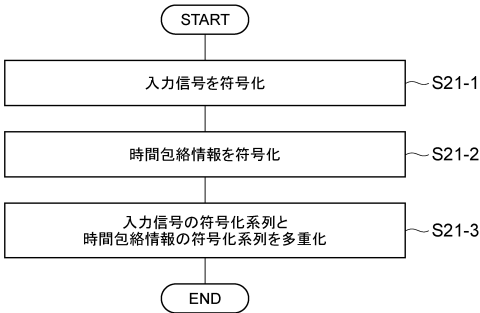 START
入力信号を符号化
S21-1
時間包絡情報を符号化
S21-2
入力信号の符号化系列と
時間包絡情報の符号化系列を多重化
S21-3
END